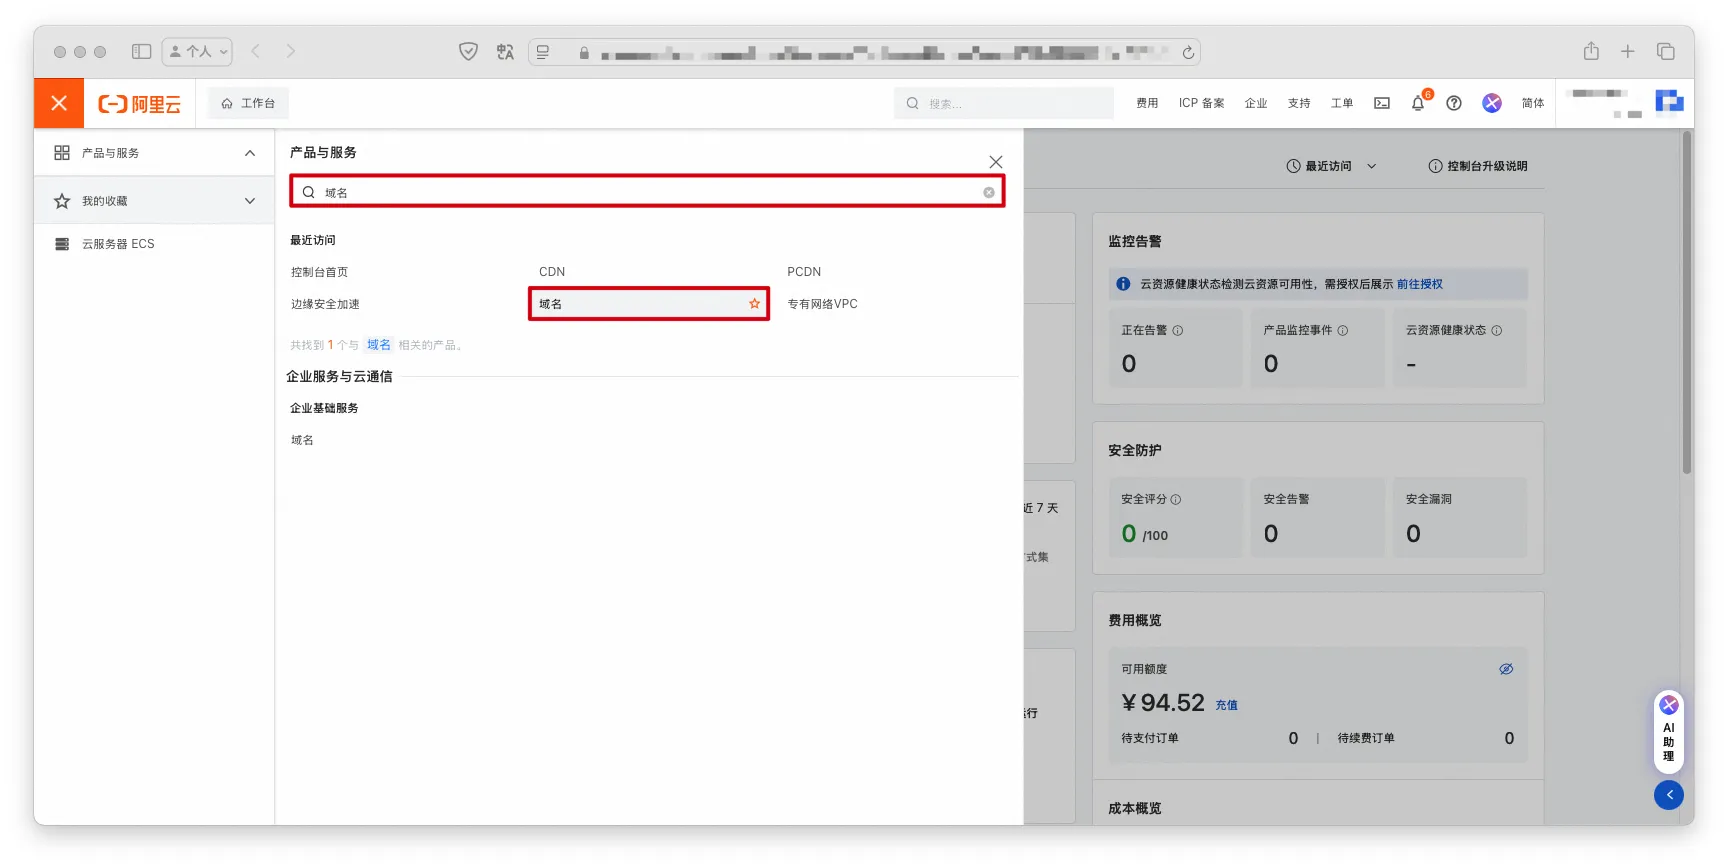 个人
阿里云
工作台
搜索...
费用
ICP 备案
企业
支持
工单
6
简体
产品与服务
我的收藏
云服务器 ECS
产品与服务
域名
最近访问
控制台首页
CDN
PCDN
边缘安全加速
域名
专有网络VPC
共找到 1 个与 域名 相关的产品。
企业服务与云通信
企业基础服务
域名
最近访问
控制台升级说明
近 7 天
式集
行
监控告警
云资源健康状态检测云资源可用性，需授权后展示 前往授权
正在告警
0
产品监控事件
0
云资源健康状态
-
安全防护
安全评分
0 /100
安全告警
0
安全漏洞
0
费用概览
可用额度
¥ 94.52 充值
待支付订单 0 | 待续费订单 0
成本概览
AI
助
理